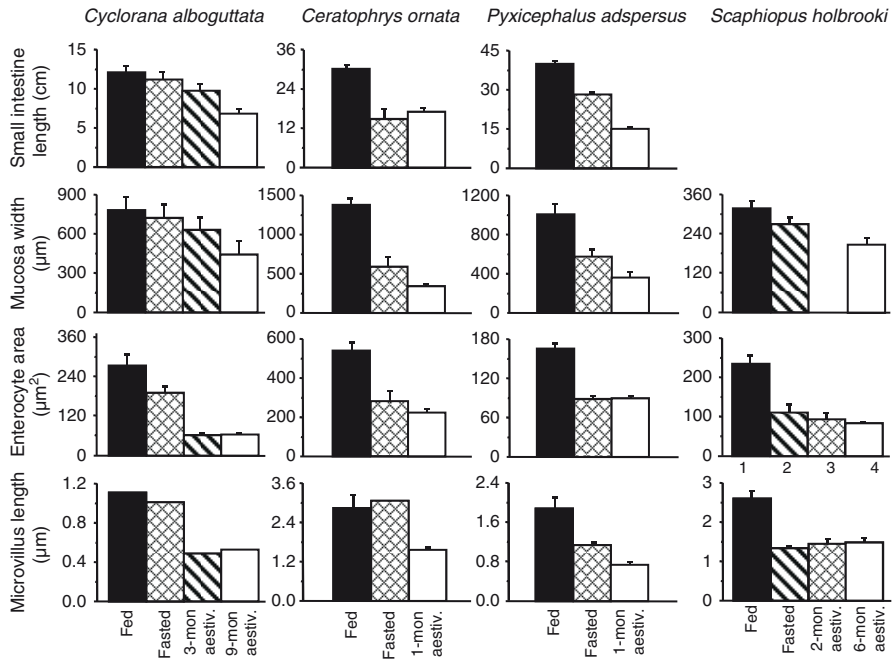 Cyclorana alboguttata Ceratophrys ornata Pyxicephalus adspersus Scaphiopus holbrooki
Small intestine
length (cm)
15
10
5
0
36
24
12
0
45
30
15
0
Mucosa width
(µm)
900
600
300
0
1500
1000
500
0
1200
800
400
0
360
240
120
0
Enterocyte area
(µm²)
360
240
120
0
600
400
200
0
180
120
60
0
300
200
100
0
1 2 3 4
Microvillus length
(µm)
1.2
0.8
0.4
0.0
3.6
2.4
1.2
0.0
2.4
1.6
0.8
0.0
3
2
1
0
Fed
Fasted
3-mon
aestiv.
9-mon
aestiv.
Fed
Fasted
1-mon
aestiv.
Fed
Fasted
1-mon
aestiv.
Fed
Fasted
2-mon
aestiv.
6-mon
aestiv.